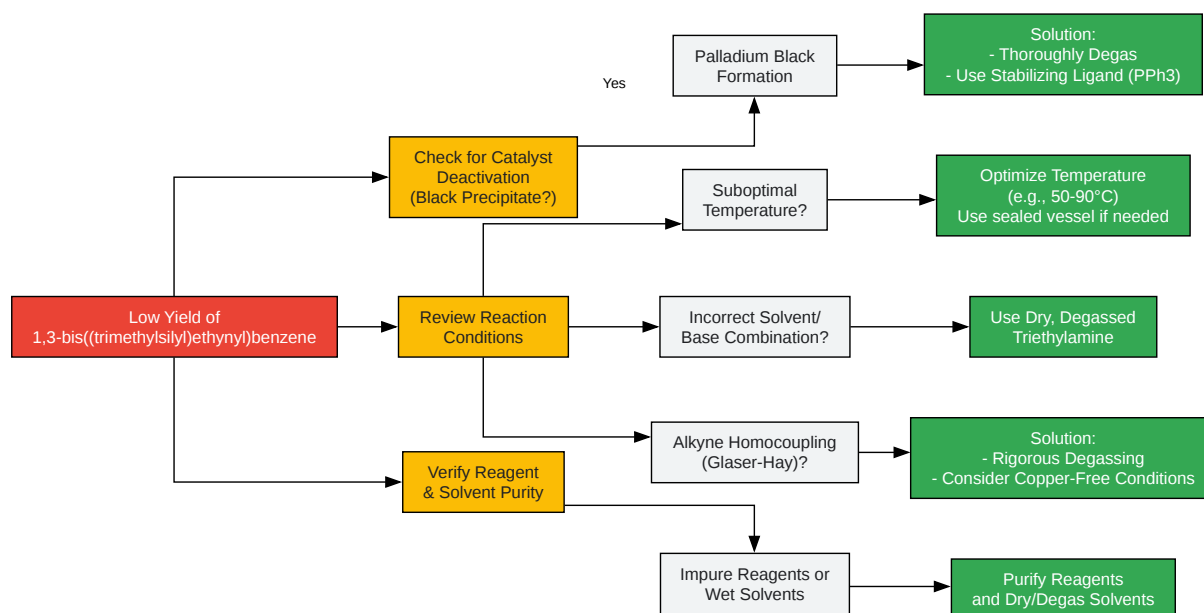 Palladium Black
Formation
Solution:
- Thoroughly Degas
- Use Stabilizing Ligand (PPh3)
Yes
Check for Catalyst
Deactivation
(Black Precipitate?)
Suboptimal
Temperature?
Optimize Temperature
(e.g., 50-90°C)
Use sealed vessel if needed
Low Yield of
1,3-bis((trimethylsilyl)ethynyl)benzene
Review Reaction
Conditions
Incorrect Solvent/
Base Combination?
Use Dry, Degassed
Triethylamine
Alkyne Homocoupling
(Glaser-Hay)?
Solution:
- Rigorous Degassing
- Consider Copper-Free Conditions
Verify Reagent
& Solvent Purity
Impure Reagents or
Wet Solvents
Purify Reagents
and Dry/Degas Solvents